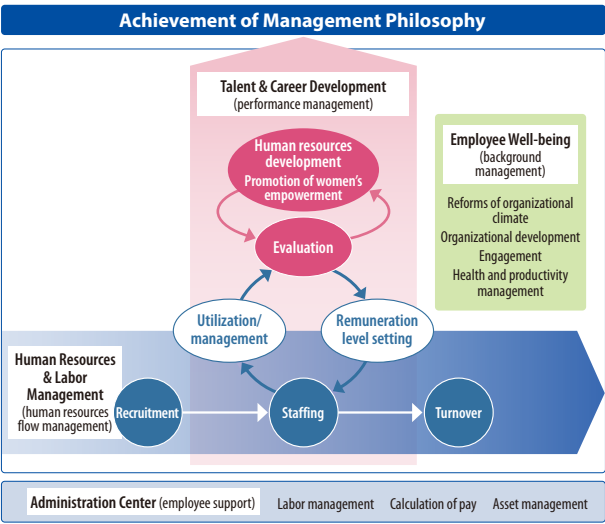 Achievement of Management Philosophy
Talent & Career Development
(performance management)
Human resources
development
Promotion of women's
empowerment
Evaluation
Employee Well-being
(background
management)
Reforms of organizational
climate
Organizational development
Engagement
Health and productivity
management
Utilization/
management
Remuneration
level setting
Human Resources
& Labor
Management
(human resources
flow management)
Recruitment
Staffing
Turnover
Administration Center (employee support)
Labor management
Calculation of pay
Asset management